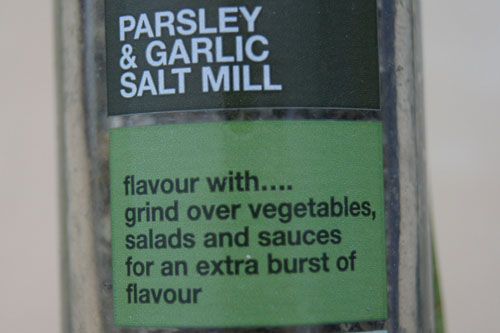 PARSLEY
& GARLIC
SALT MILL
flavour with....
grind over vegetables,
salads and sauces
for an extra burst of
flavour